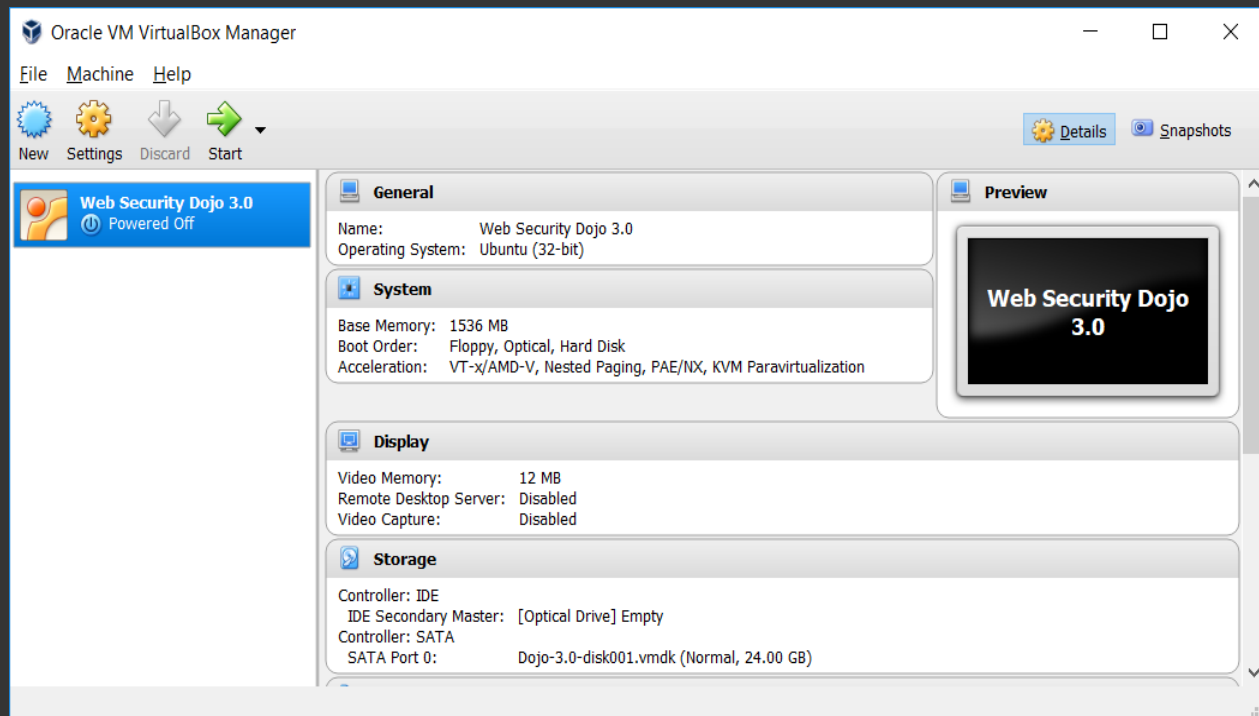 Oracle VM VirtualBox Manager
File Machine Help
New Settings Discard Start
Details Snapshots
Web Security Dojo 3.0
Powered Off
General
Name: Web Security Dojo 3.0
Operating System: Ubuntu (32-bit)
System
Base Memory: 1536 MB
Boot Order: Floppy, Optical, Hard Disk
Acceleration: VT-x/AMD-V, Nested Paging, PAE/NX, KVM Paravirtualization
Preview
Web Security Dojo
3.0
Display
Video Memory: 12 MB
Remote Desktop Server: Disabled
Video Capture: Disabled
Storage
Controller: IDE
IDE Secondary Master: [Optical Drive] Empty
Controller: SATA
SATA Port 0: Dojo-3.0-disk001.vmdk (Normal, 24.00 GB)